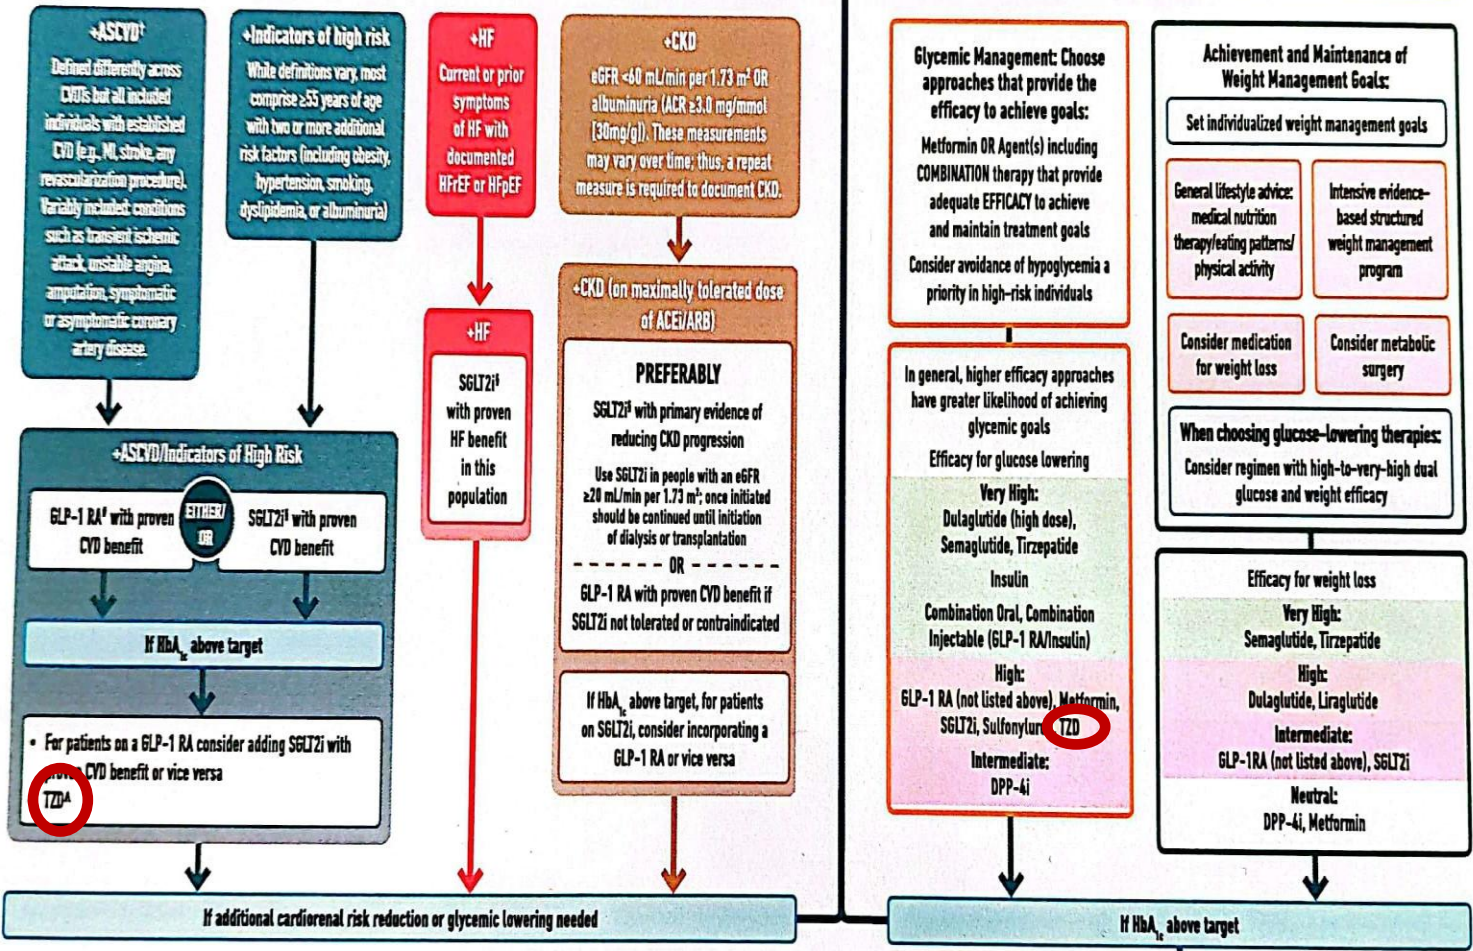 +ASCVD†
Defined differently across
CVOTs but all included
individuals with established
CVD (e.g., MI, stroke, any
revascularization procedure).
Variably included: conditions
such as transient ischemic
attack, unstable angina,
amputation, symptomatic
or asymptomatic coronary
artery disease.
+Indicators of high risk
While definitions vary, most
comprise ≥55 years of age
with two or more additional
risk factors (including obesity,
hypertension, smoking,
dyslipidemia, or albuminuria)
+ASCVD/Indicators of High Risk
GLP-1 RA# with proven
CVD benefit
EITHER/
OR
SGLT2i§ with proven
CVD benefit
If HbA1c above target
• For patients on a GLP-1 RA consider adding SGLT2i with
proven CVD benefit or vice versa
TZD^
+HF
Current or prior
symptoms
of HF with
documented
HFrEF or HFpEF
+HF
SGLT2i§
with proven
HF benefit
in this
population
+CKD
eGFR <60 mL/min per 1.73 m² OR
albuminuria (ACR ≥3.0 mg/mmol
[30mg/g]). These measurements
may vary over time; thus, a repeat
measure is required to document CKD.
+CKD (on maximally tolerated dose
of ACEi/ARB)
PREFERABLY
SGLT2i§ with primary evidence of
reducing CKD progression
Use SGLT2i in people with an eGFR
≥20 mL/min per 1.73 m²; once initiated
should be continued until initiation
of dialysis or transplantation
OR
GLP-1 RA with proven CVD benefit if
SGLT2i not tolerated or contraindicated
If HbA1c above target, for patients
on SGLT2i, consider incorporating a
GLP-1 RA or vice versa
If additional cardiorenal risk reduction or glycemic lowering needed
Glycemic Management: Choose
approaches that provide the
efficacy to achieve goals:
Metformin OR Agent(s) including
COMBINATION therapy that provide
adequate EFFICACY to achieve
and maintain treatment goals
Consider avoidance of hypoglycemia a
priority in high-risk individuals
In general, higher efficacy approaches
have greater likelihood of achieving
glycemic goals
Efficacy for glucose lowering
Very High:
Dulaglutide (high dose),
Semaglutide, Tirzepatide
Insulin
Combination Oral, Combination
Injectable (GLP-1 RA/Insulin)
High:
GLP-1 RA (not listed above), Metformin,
SGLT2i, Sulfonylurea, TZD
Intermediate:
DPP-4i
Achievement and Maintenance of
Weight Management Goals:
Set individualized weight management goals
General lifestyle advice:
medical nutrition
therapy/eating patterns/
physical activity
Intensive evidence-
based structured
weight management
program
Consider medication
for weight loss
Consider metabolic
surgery
When choosing glucose-lowering therapies:
Consider regimen with high-to-very-high dual
glucose and weight efficacy
Efficacy for weight loss
Very High:
Semaglutide, Tirzepatide
High:
Dulaglutide, Liraglutide
Intermediate:
GLP-1RA (not listed above), SGLT2i
Neutral:
DPP-4i, Metformin
If HbA1c above target